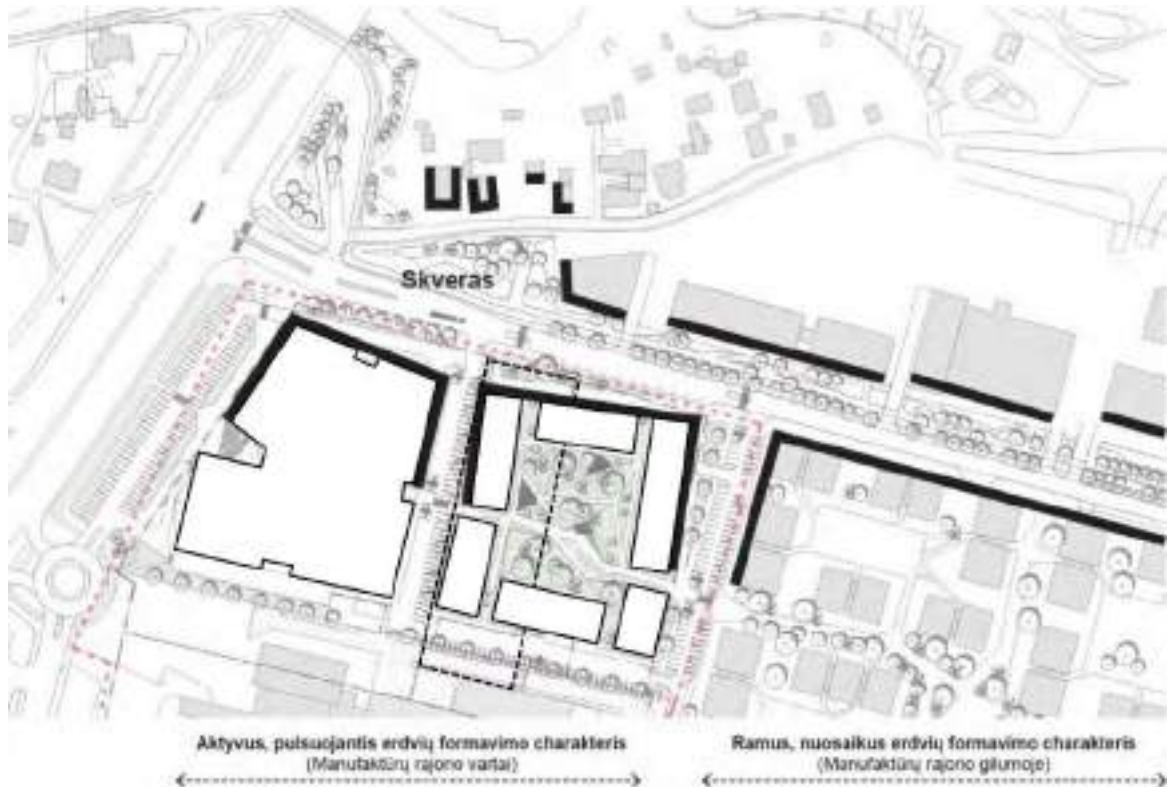 Skveras
Aktyvus, pulsuojantis erdvių formavimo charakteris
(Manufaktūrų rajono vartai)
Ramus, nuosaikus erdvių formavimo charakteris
(Manufaktūrų rajono gilumoje)